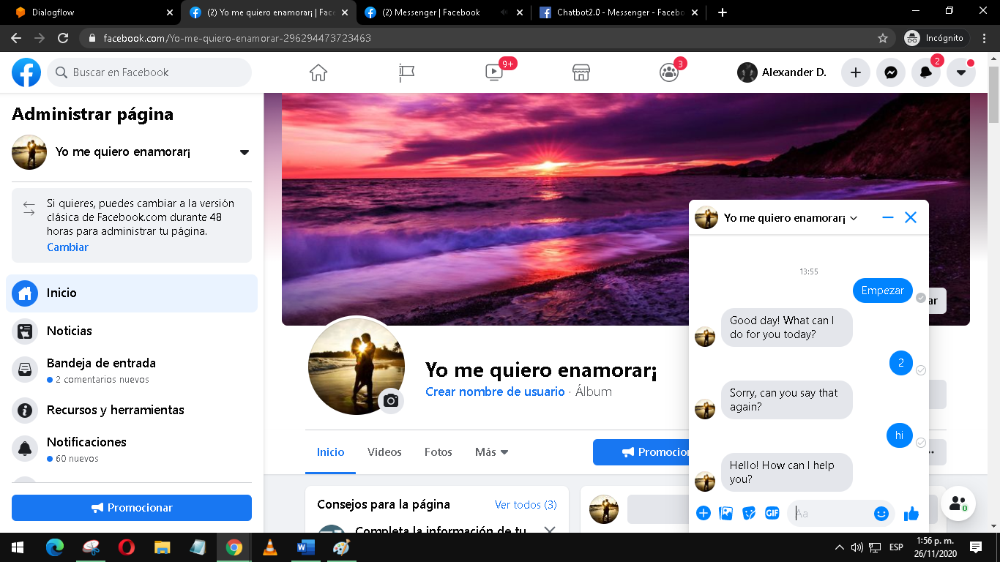 Dialogflow
(2) Yo me quiero enamorar¡ | Face
(2) Messenger | Facebook
Chatbot2.0 - Messenger - Facebo
facebook.com/Yo-me-quiero-enamorar-296294473723463
Incógnito
Buscar en Facebook
9+
3
Alexander D.
2
Administrar página
Yo me quiero enamorar¡
Si quieres, puedes cambiar a la versión
clásica de Facebook.com durante 48
horas para administrar tu página.
Cambiar
Inicio
Noticias
Bandeja de entrada
2 comentarios nuevos
Recursos y herramientas
Notificaciones
60 nuevos
Promocionar
Yo me quiero enamorar¡
Crear nombre de usuario · Álbum
Inicio
Videos
Fotos
Más
Promocion
Consejos para la página
Ver todos (3)
Completa la información de tu
Yo me quiero enamorar¡
13:55
Empezar
ar
Good day! What can I
do for you today?
2
Sorry, can you say that
again?
hi
Hello! How can I help
you?
GIF
Aa
0
ESP
1:56 p. m.
26/11/2020